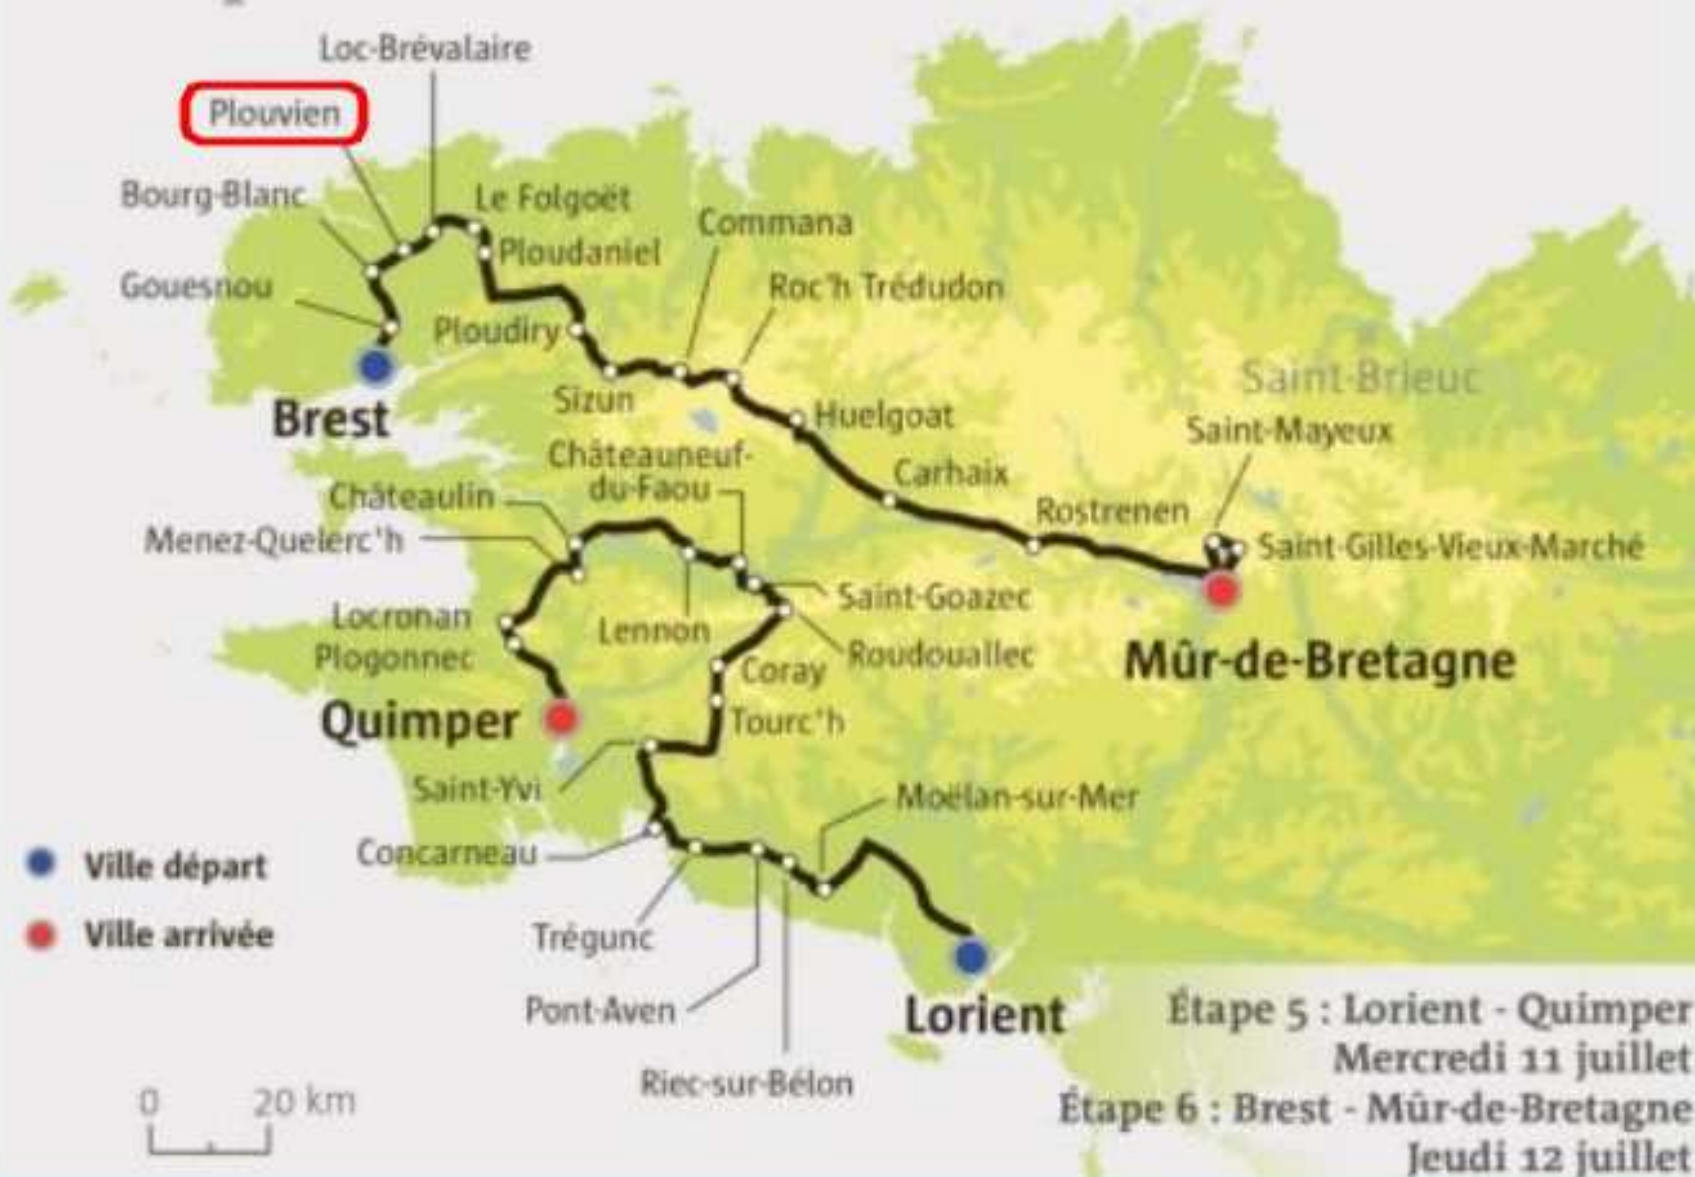 Loc-Brévalaire
Plouvien
Bourg-Blanc
Le Folgoët
Commana
Ploudaniel
Gouesnou
Roc'h Trédudon
Ploudiry
Saint-Brieuc
Sizun
Brest
Huelgoat
Saint-Mayeux
Châteauneuf-
du-Faou
Carhaix
Châteaulin
Rostrenen
Menez-Quelerc'h
Saint-Gilles-Vieux-Marché
Saint-Goazec
Locronan
Lennon
Plogonnec
Roudouallec
Mûr-de-Bretagne
Coray
Quimper
Tourc'h
Saint-Yvi
Moëlan-sur-Mer
Concarneau
Ville départ
Ville arrivée
Trégunc
Pont-Aven
Lorient
Riec-sur-Bélon
0 20 km
Étape 5 : Lorient - Quimper
Mercredi 11 juillet
Étape 6 : Brest - Mûr-de-Bretagne
Jeudi 12 juillet